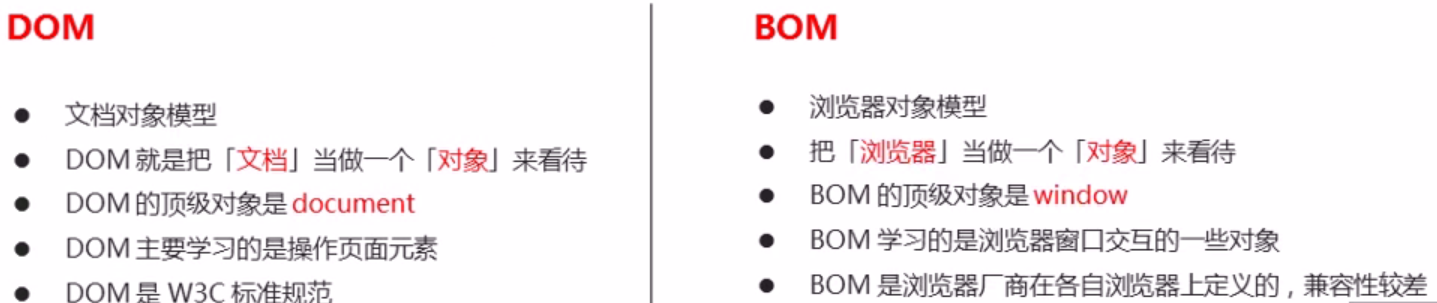 DOM
● 文档对象模型
● DOM 就是把「文档」当做一个「对象」来看待
● DOM 的顶级对象是 document
● DOM 主要学习的是操作页面元素
● DOM 是 W3C 标准规范
BOM
● 浏览器对象模型
● 把「浏览器」当做一个「对象」来看待
● BOM 的顶级对象是 window
● BOM 学习的是浏览器窗口交互的一些对象
● BOM 是浏览器厂商在各自浏览器上定义的，兼容性较差